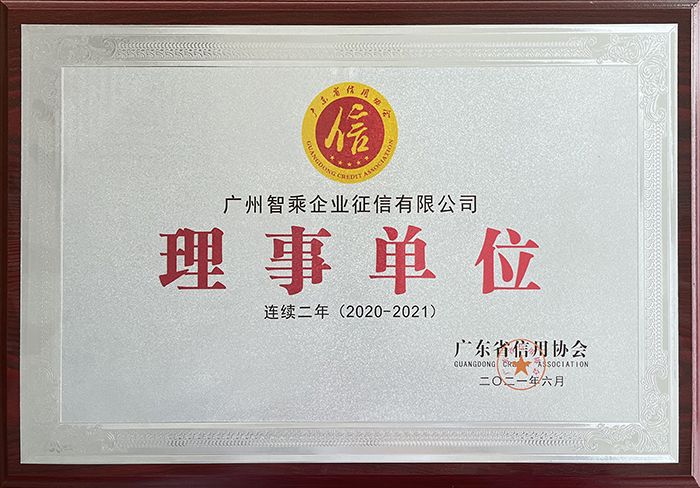 广东省信用协会
信
GUANGDONG CREDIT ASSOCIATION
广州智乘企业征信有限公司
理事单位
连续二年（2020-2021）
广东省信用协会
GUANGDONG CREDIT ASSOCIATION
二〇二一年六月